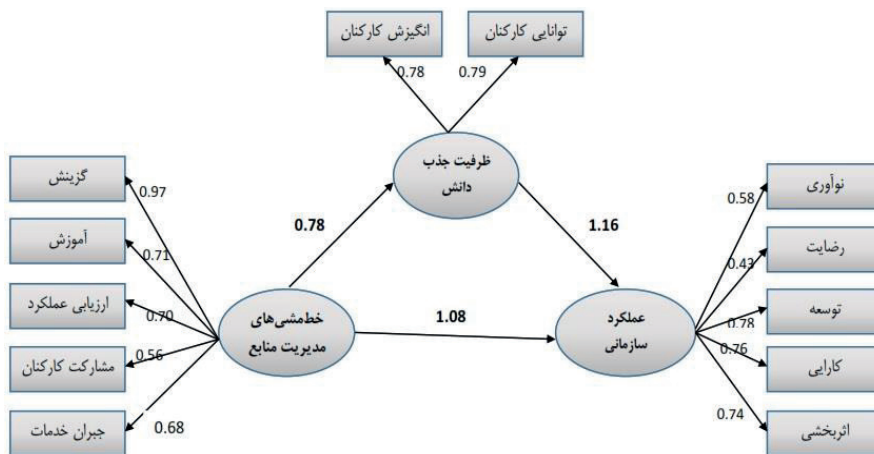 انگیزش کارکنان
توانایی کارکنان
0.78
0.79
ظرفیت جذب
دانش
گزینش
0.97
آموزش
0.71
ارزیابی عملکرد
0.70
مشارکت کارکنان
0.56
جبران خدمات
0.68
0.78
1.16
خط‌مشی‌های
مدیریت منابع
1.08
عملکرد
سازمانی
نوآوری
0.58
رضایت
0.43
توسعه
0.78
کارایی
0.76
اثربخشی
0.74